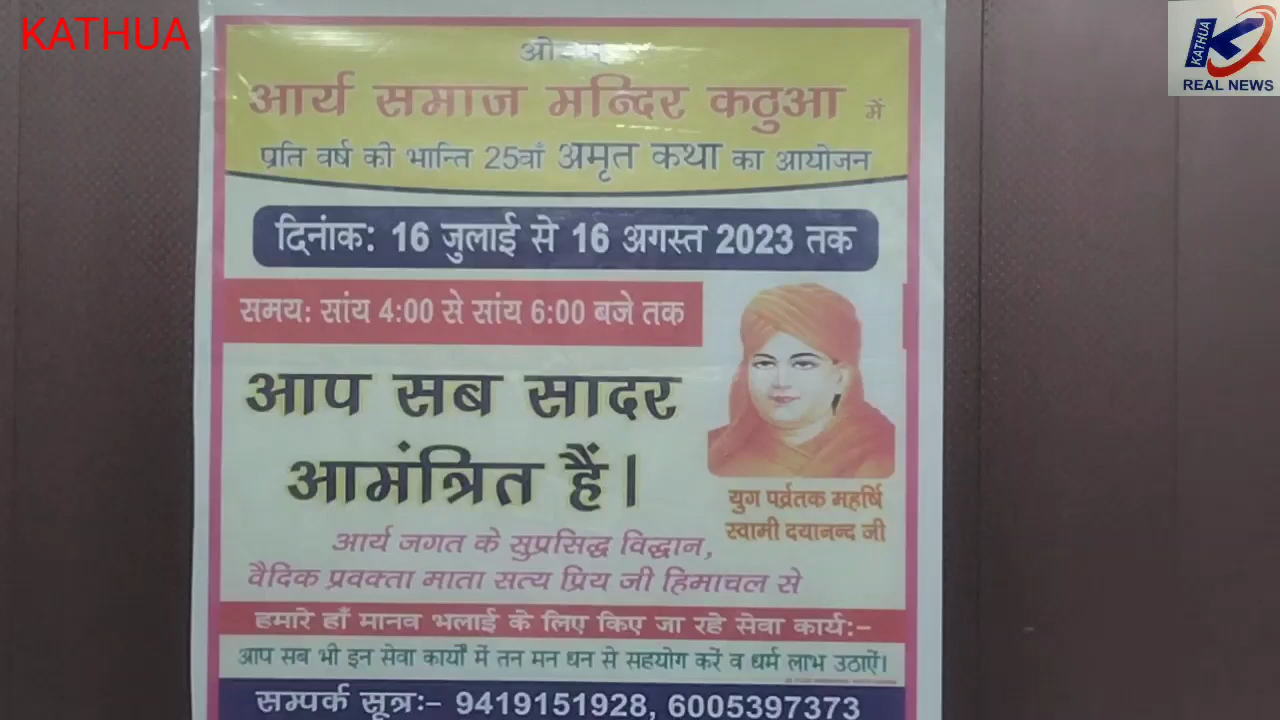 KATHUA
KATHUA
REAL NEWS
ओ३म्
आर्य समाज मन्दिर कठुआ में
प्रति वर्ष की भान्ति 25वाँ अमृत कथा का आयोजन
दिनांक: 16 जुलाई से 16 अगस्त 2023 तक
समय: सांय 4:00 से सांय 6:00 बजे तक
आप सब सादर
आमंत्रित हैं।
युग पर्व्रतक महर्षि
स्वामी दयानन्द जी
आर्य जगत के सुप्रसिद्ध विद्धान,
वैदिक प्रवक्ता माता सत्य प्रिय जी हिमाचल से
हमारे हाँ मानव भलाई के लिए किए जा रहे सेवा कार्य:-
आप सब भी इन सेवा कार्यों में तन मन धन से सहयोग करें व धर्म लाभ उठाऐं।
सम्पर्क सूत्र:- 9419151928, 6005397373